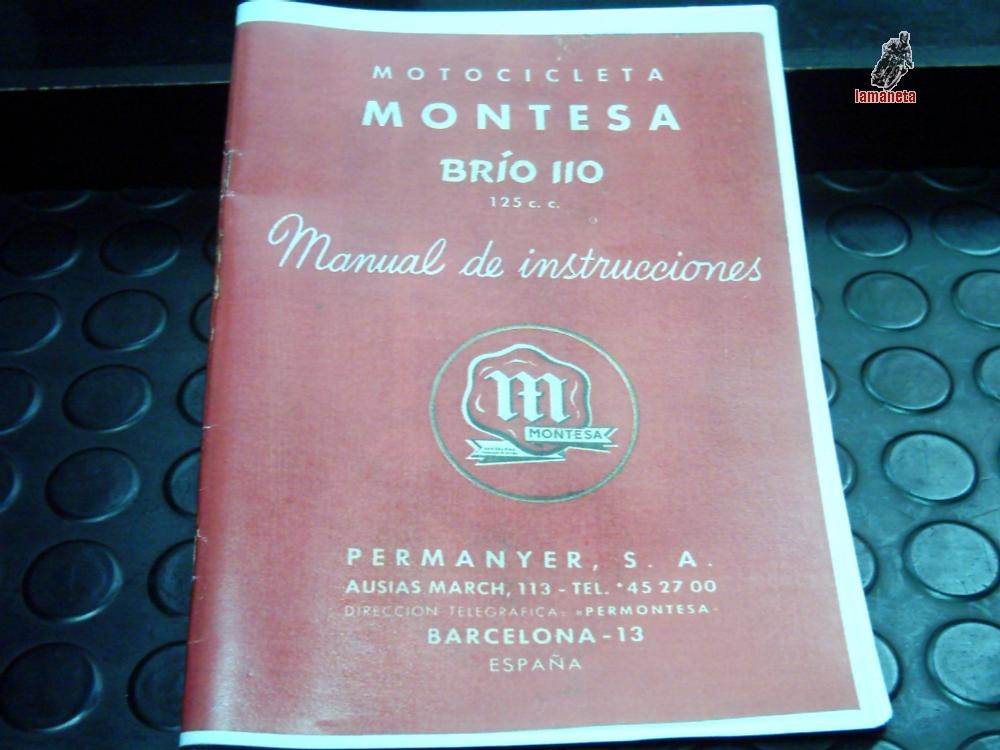 lamaneta
MOTOCICLETA
MONTESA
BRÍO 110
125 c. c.
Manual de instrucciones
M
MONTESA
PERMANYER, S. A.
AUSIAS MARCH, 113 - TEL. *45 27 00
DIRECCION TELEGRAFICA: «PERMONTESA»
BARCELONA - 13
ESPAÑA